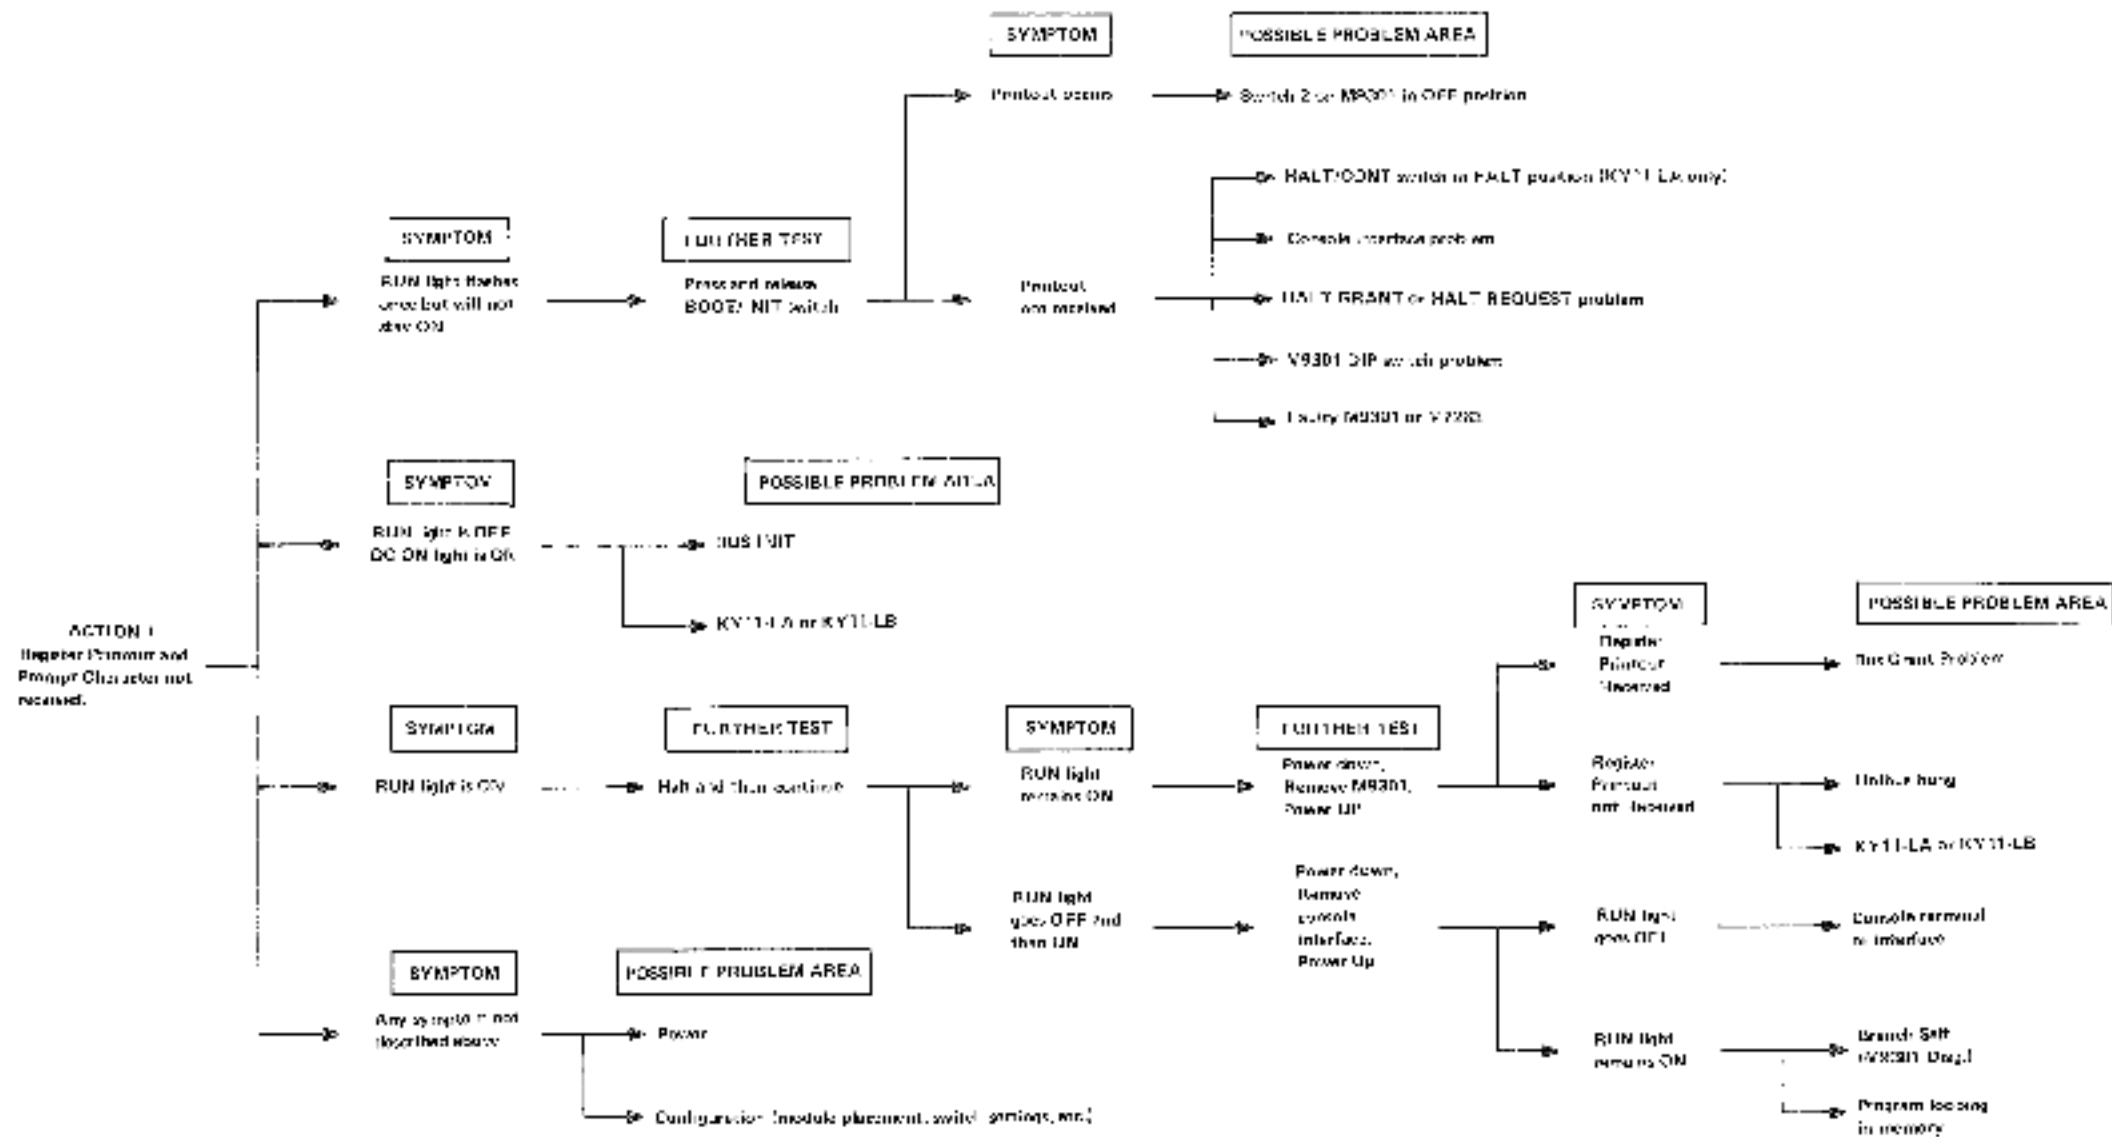 SYMPTOM
POSSIBLE PROBLEM AREA
Printout occurs
Switch 2 on M9301 in OFF position
HALT/CONT switch in HALT position (KY11-LA only)
SYMPTOM
FURTHER TEST
Console interface problem
RUN light flashes
once but will not
stay ON
Press and release
BOOT/INIT switch
Printout
not received
HALT GRANT or HALT REQUEST problem
M9301 DIP switch problem
Faulty M9301 or
SYMPTOM
POSSIBLE PROBLEM AREA
RUN light is OFF
DC ON light is ON
BUS INIT
KY11-LA or KY11-LB
ACTION 1
Register Printout and
Prompt Character not
received.
SYMPTOM
POSSIBLE PROBLEM AREA
Register
Printout
Received
Bus Grant Problem
SYMPTOM
FURTHER TEST
SYMPTOM
FURTHER TEST
RUN light is ON
Halt and then continue
RUN light
remains ON
Power down,
Remove M9301,
Power UP
Register
Printout
not Received
Unibus hung
KY11-LA or KY11-LB
RUN light
goes OFF and
then ON
Power down,
Remove
console
interface,
Power Up
RUN light
goes OFF
Console terminal
or interface
SYMPTOM
POSSIBLE PROBLEM AREA
Any symptom not
described above
Power
RUN light
remains ON
Branch Self
(M9301 Diag.)
Configuration (module placement, switch settings, etc.)
Program looping
in memory